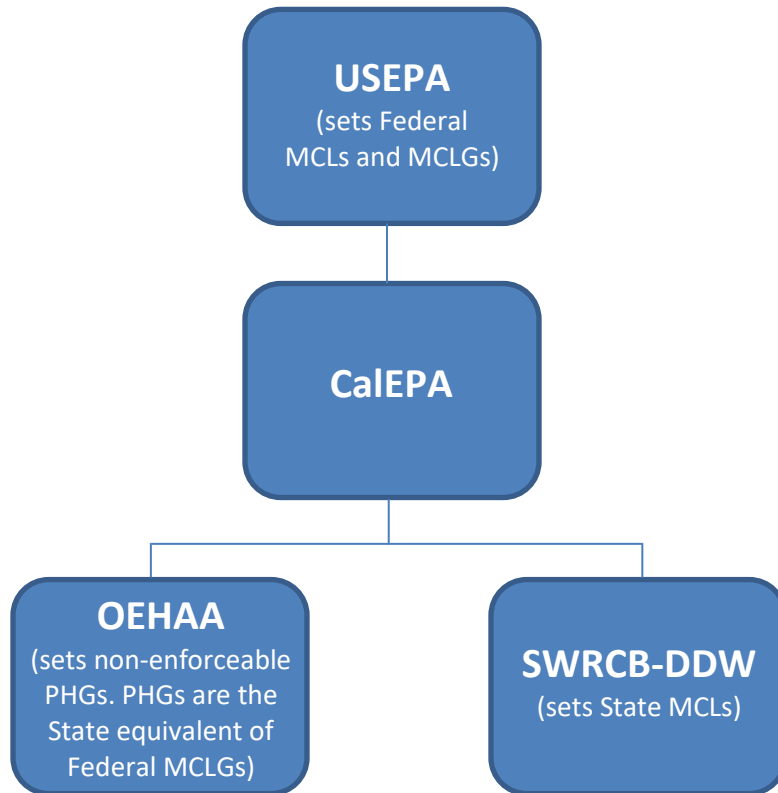 USEPA
(sets Federal
MCLs and MCLGs)
CalEPA
OEHAA
(sets non-enforceable
PHGs. PHGs are the
State equivalent of
Federal MCLGs)
SWRCB-DDW
(sets State MCLs)